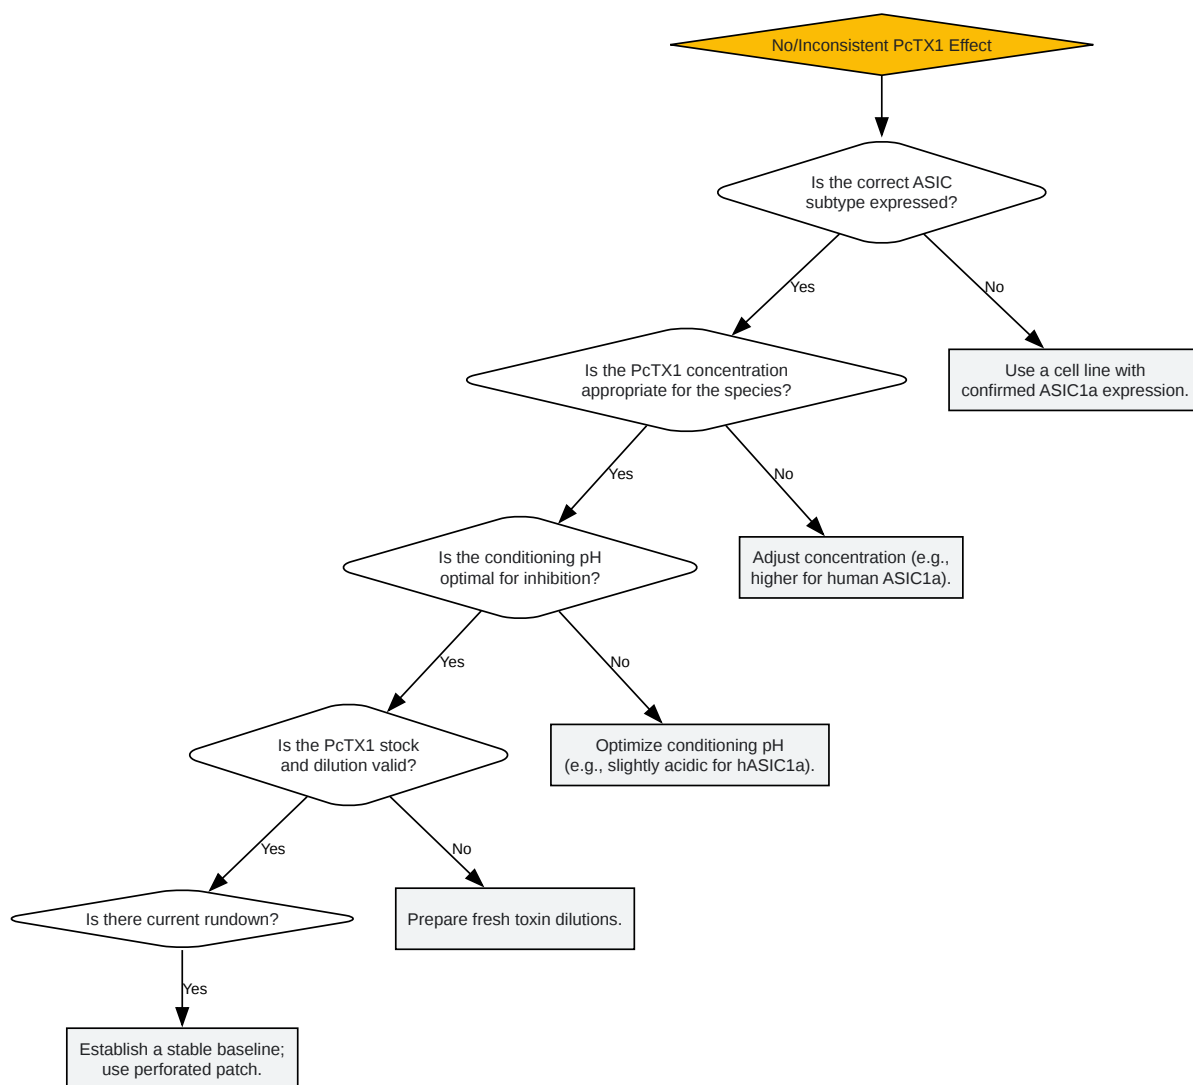 No/Inconsistent PcTX1 Effect
Is the correct ASIC
subtype expressed?
Yes
No
Is the PcTX1 concentration
appropriate for the species?
Use a cell line with
confirmed ASIC1a expression.
Yes
No
Is the conditioning pH
optimal for inhibition?
Adjust concentration (e.g.,
higher for human ASIC1a).
Yes
No
Is the PcTX1 stock
and dilution valid?
Optimize conditioning pH
(e.g., slightly acidic for hASIC1a).
Yes
No
Is there current rundown?
Prepare fresh toxin dilutions.
Yes
Establish a stable baseline;
use perforated patch.